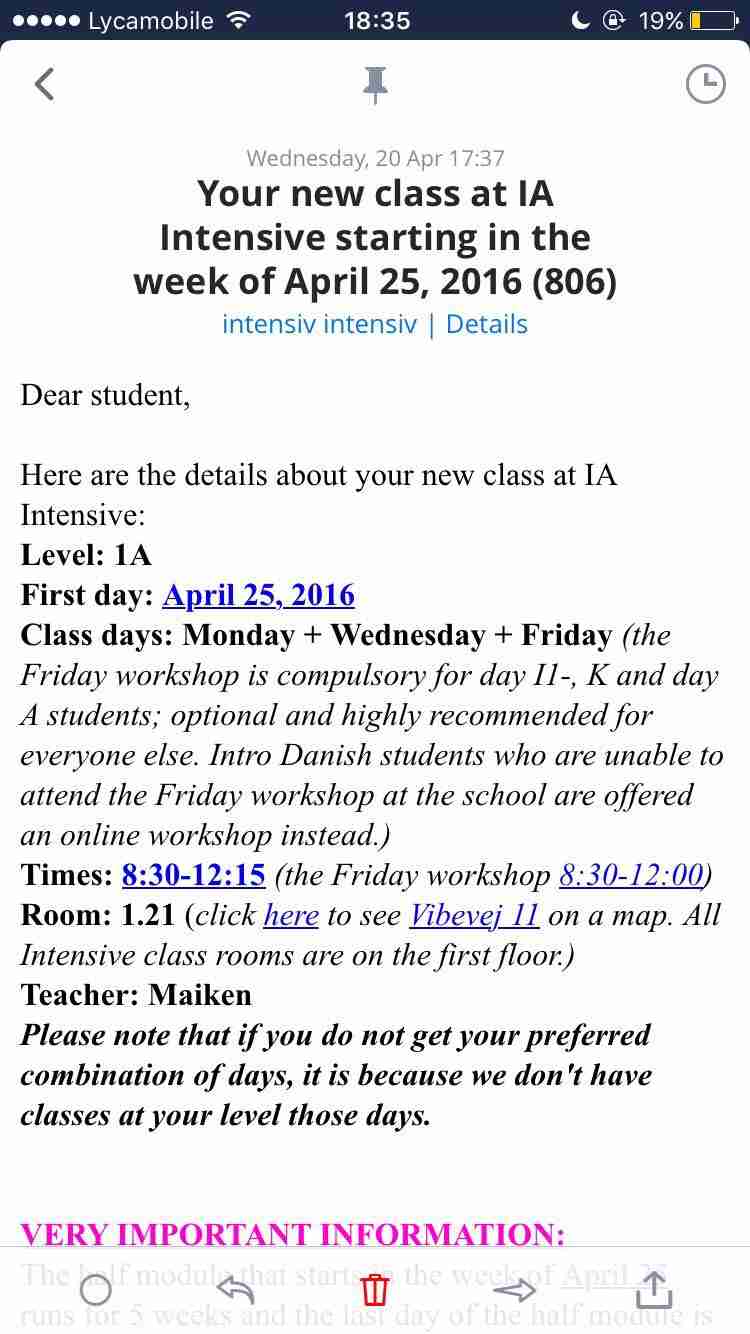 Lycamobile
18:35
19%
Wednesday, 20 Apr 17:37
Your new class at IA
Intensive starting in the
week of April 25, 2016 (806)
intensiv intensiv | Details
Dear student,
Here are the details about your new class at IA
Intensive:
Level: 1A
First day: April 25, 2016
Class days: Monday + Wednesday + Friday (the
Friday workshop is compulsory for day I1-, K and day
A students; optional and highly recommended for
everyone else. Intro Danish students who are unable to
attend the Friday workshop at the school are offered
an online workshop instead.)
Times: 8:30-12:15 (the Friday workshop 8:30-12:00)
Room: 1.21 (click here to see Vibevej 11 on a map. All
Intensive class rooms are on the first floor.)
Teacher: Maiken
Please note that if you do not get your preferred
combination of days, it is because we don't have
classes at your level those days.
VERY IMPORTANT INFORMATION:
The half module that starts in the week of April 25
runs for 5 weeks and the last day of the half module is